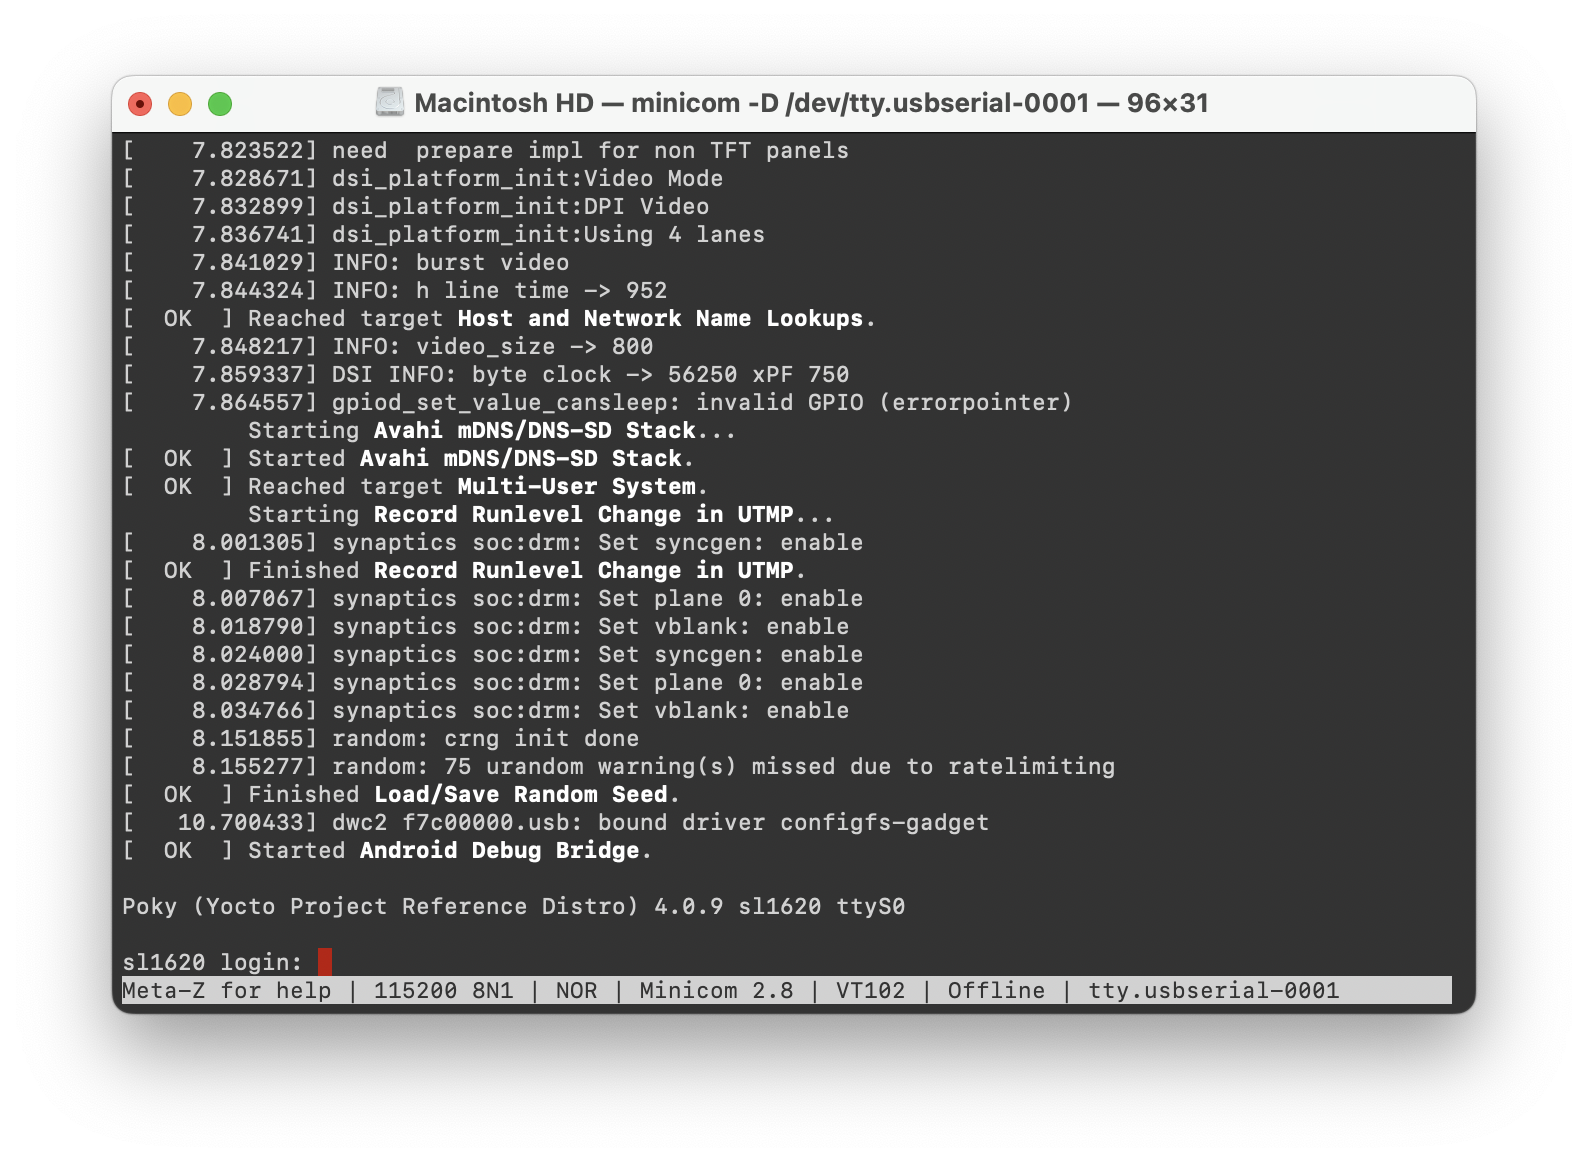 Macintosh HD — minicom -D /dev/tty.usbserial-0001 — 96×31
[    7.823522] need  prepare impl for non TFT panels
[    7.828671] dsi_platform_init:Video Mode
[    7.832899] dsi_platform_init:DPI Video
[    7.836741] dsi_platform_init:Using 4 lanes
[    7.841029] INFO: burst video
[    7.844324] INFO: h line time -> 952
[  OK  ] Reached target Host and Network Name Lookups.
[    7.848217] INFO: video_size -> 800
[    7.859337] DSI INFO: byte clock -> 56250 xPF 750
[    7.864557] gpiod_set_value_cansleep: invalid GPIO (errorpointer)
         Starting Avahi mDNS/DNS-SD Stack...
[  OK  ] Started Avahi mDNS/DNS-SD Stack.
[  OK  ] Reached target Multi-User System.
         Starting Record Runlevel Change in UTMP...
[    8.001305] synaptics soc:drm: Set syncgen: enable
[  OK  ] Finished Record Runlevel Change in UTMP.
[    8.007067] synaptics soc:drm: Set plane 0: enable
[    8.018790] synaptics soc:drm: Set vblank: enable
[    8.024000] synaptics soc:drm: Set syncgen: enable
[    8.028794] synaptics soc:drm: Set plane 0: enable
[    8.034766] synaptics soc:drm: Set vblank: enable
[    8.151855] random: crng init done
[    8.155277] random: 75 urandom warning(s) missed due to ratelimiting
[  OK  ] Finished Load/Save Random Seed.
[   10.700433] dwc2 f7c00000.usb: bound driver configfs-gadget
[  OK  ] Started Android Debug Bridge.
Poky (Yocto Project Reference Distro) 4.0.9 sl1620 ttyS0
sl1620 login:
Meta-Z for help | 115200 8N1 | NOR | Minicom 2.8 | VT102 | Offline | tty.usbserial-0001